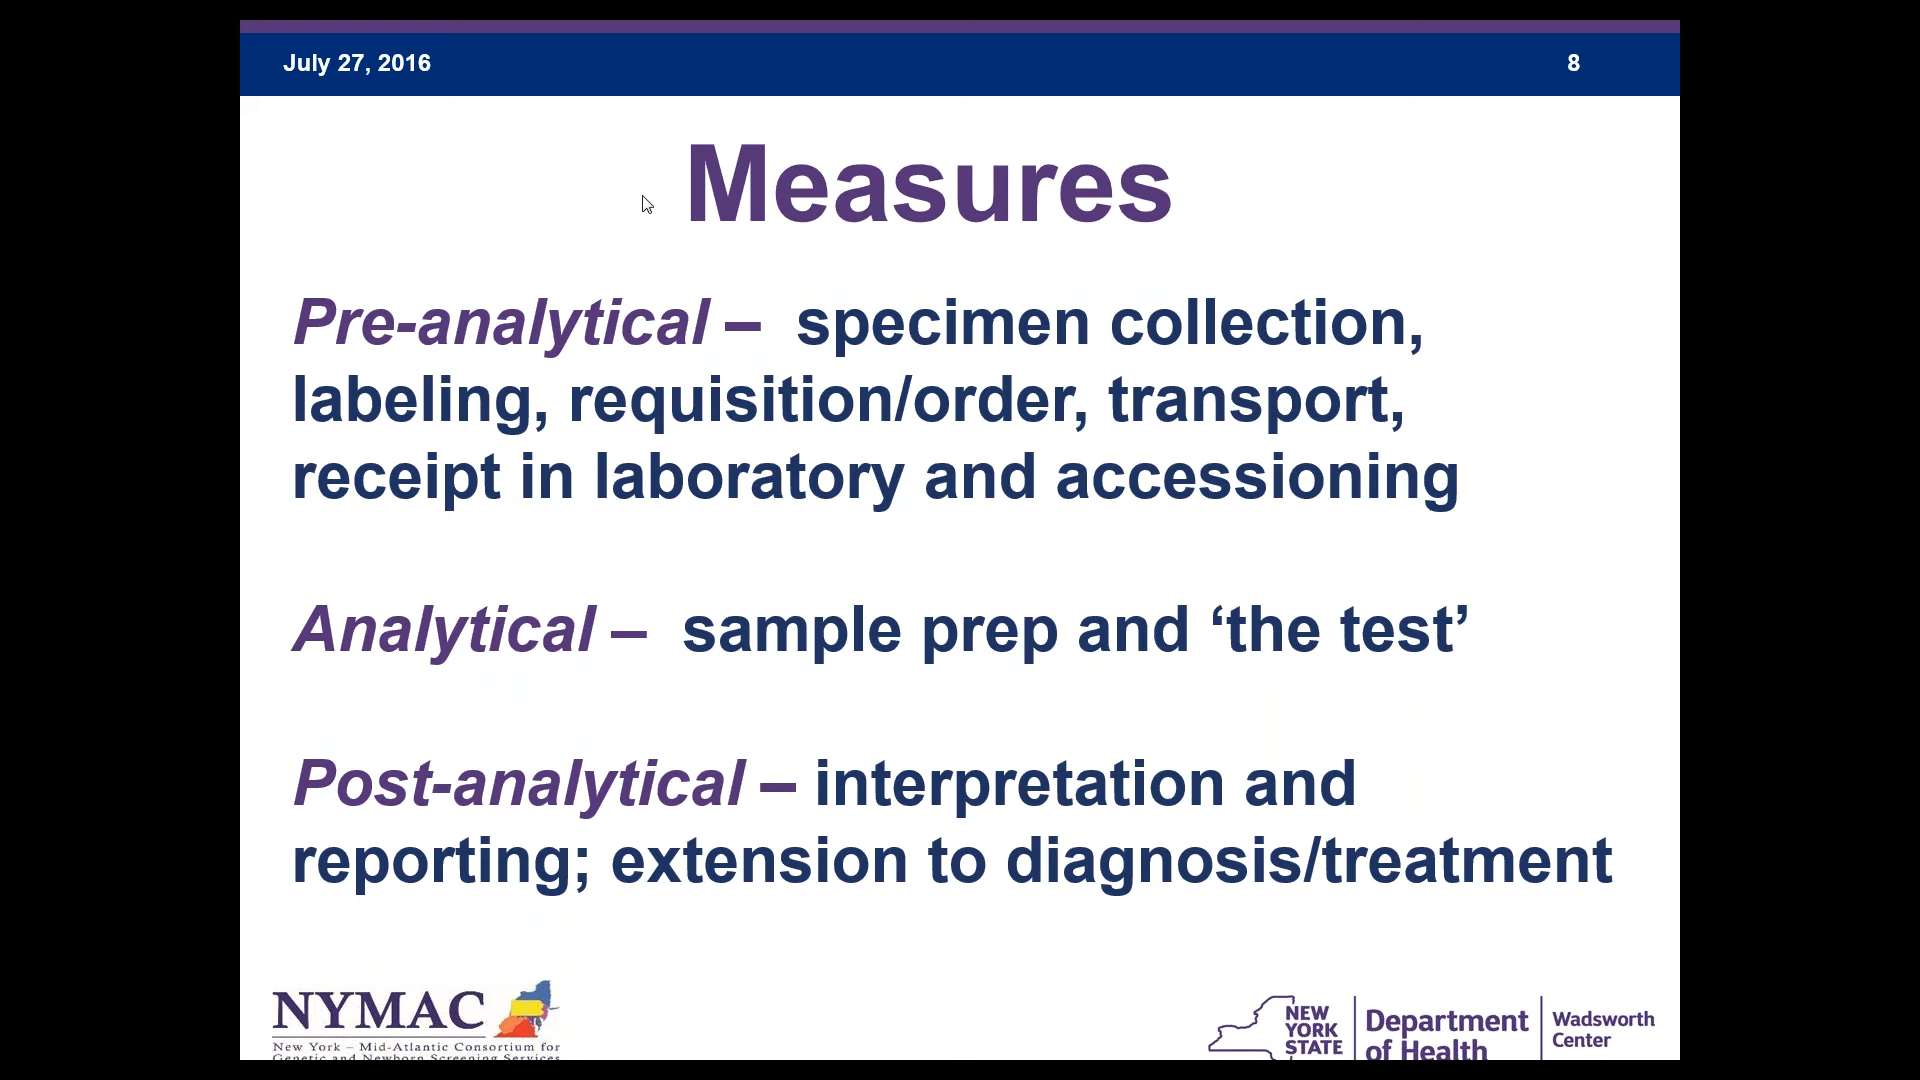 July 27, 2016
8
Measures
Pre-analytical – specimen collection,
labeling, requisition/order, transport,
receipt in laboratory and accessioning
Analytical – sample prep and ‘the test’
Post-analytical – interpretation and
reporting; extension to diagnosis/treatment
NYMAC
New York – Mid-Atlantic Consortium for
Genetic and Newborn Screening Services
NEW
YORK
STATE
Department
of Health
Wadsworth
Center